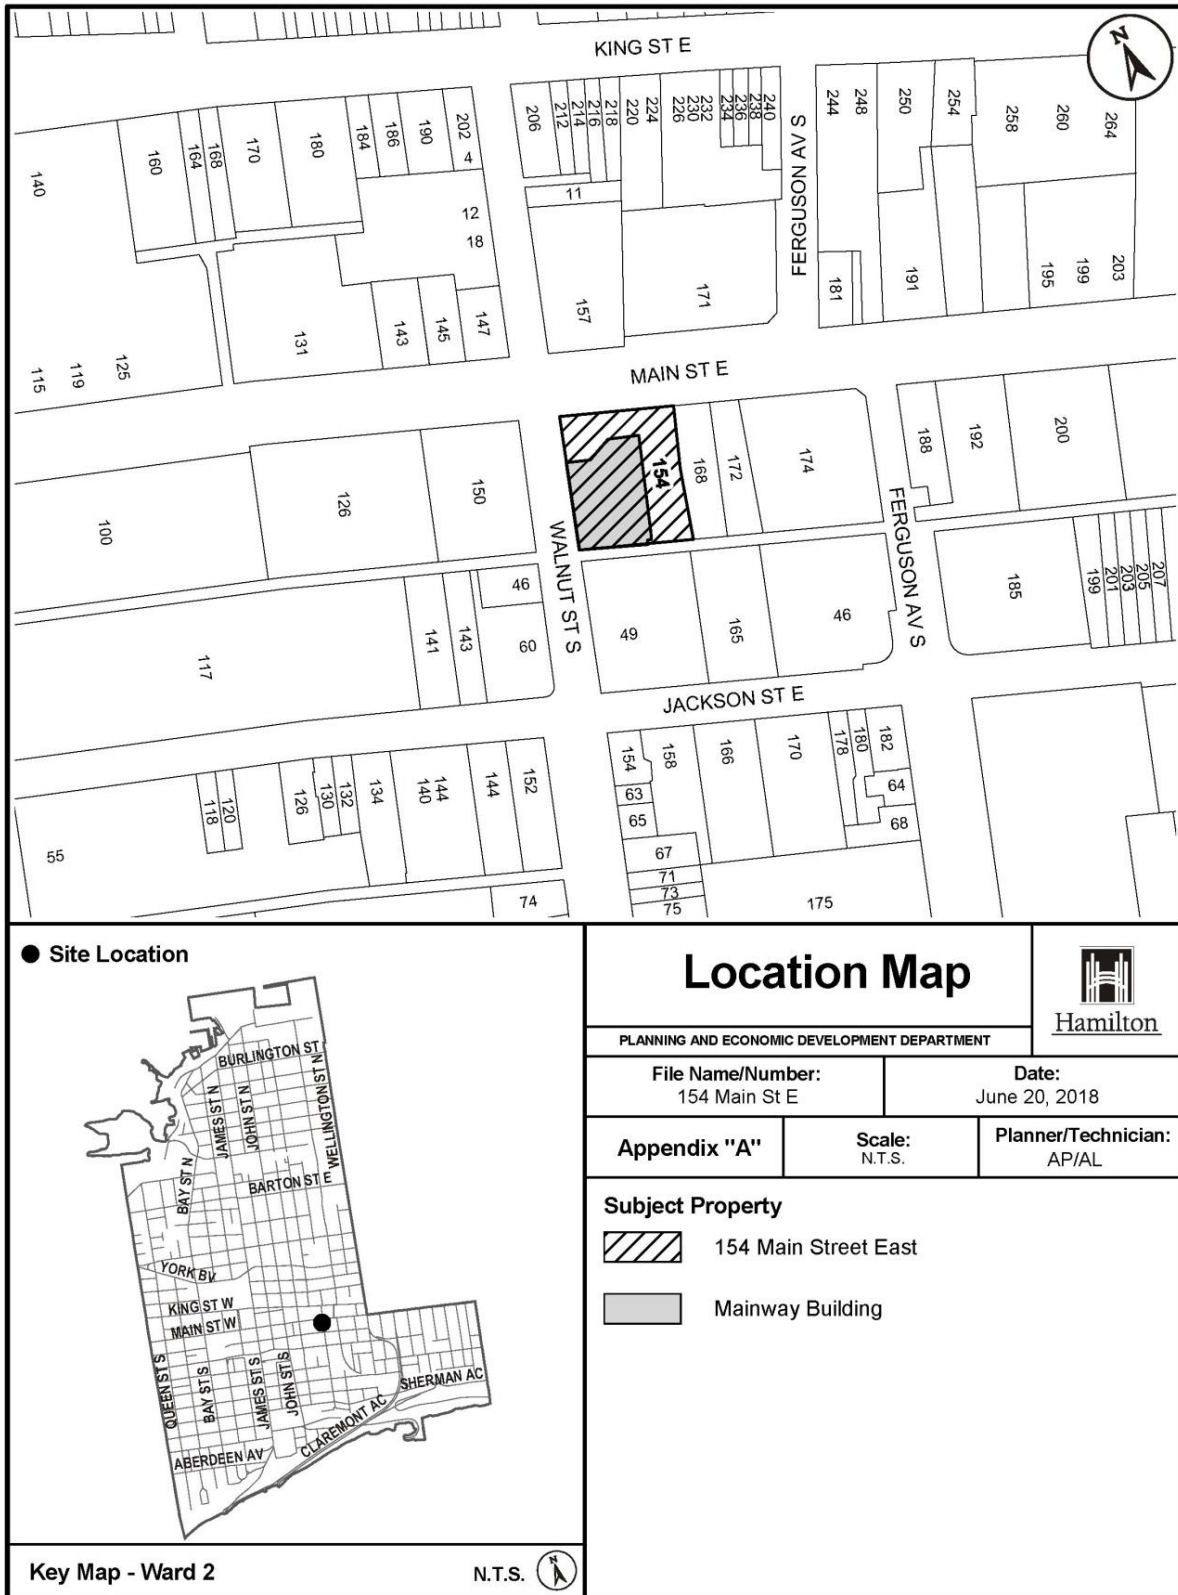 KING ST E
N
206
212
214
216
218
220
224
226
230
232
234
236
238
240
244
248
250
254
258
260
264
FERGUSON AV S
160
164
168
170
180
184
186
190
202
4
140
11
12
18
157
171
181
191
195
199
203
115
119
125
131
143
145
147
MAIN ST E
100
126
150
154
168
172
174
188
192
200
WALNUT ST S
FERGUSON AV S
117
141
143
46
60
49
165
46
185
199
201
203
205
207
JACKSON ST E
55
118
120
126
130
132
134
140
144
144
152
154
158
166
170
178
180
182
63
65
64
68
67
71
73
75
74
175
Site Location
BURLINGTON ST
JAMES ST N
JOHN ST N
WELLINGTON ST N
BAY ST N
BARTON ST E
YORK BV
KING ST W
MAIN ST W
QUEEN ST S
BAY ST S
JAMES ST S
JOHN ST S
CLAREMONT AC
SHERMAN AC
ABERDEEN AV
Key Map - Ward 2
N.T.S.
N
Location Map
PLANNING AND ECONOMIC DEVELOPMENT DEPARTMENT
Hamilton
File Name/Number:
154 Main St E
Date:
June 20, 2018
Appendix "A"
Scale:
N.T.S.
Planner/Technician:
AP/AL
Subject Property
154 Main Street East
Mainway Building